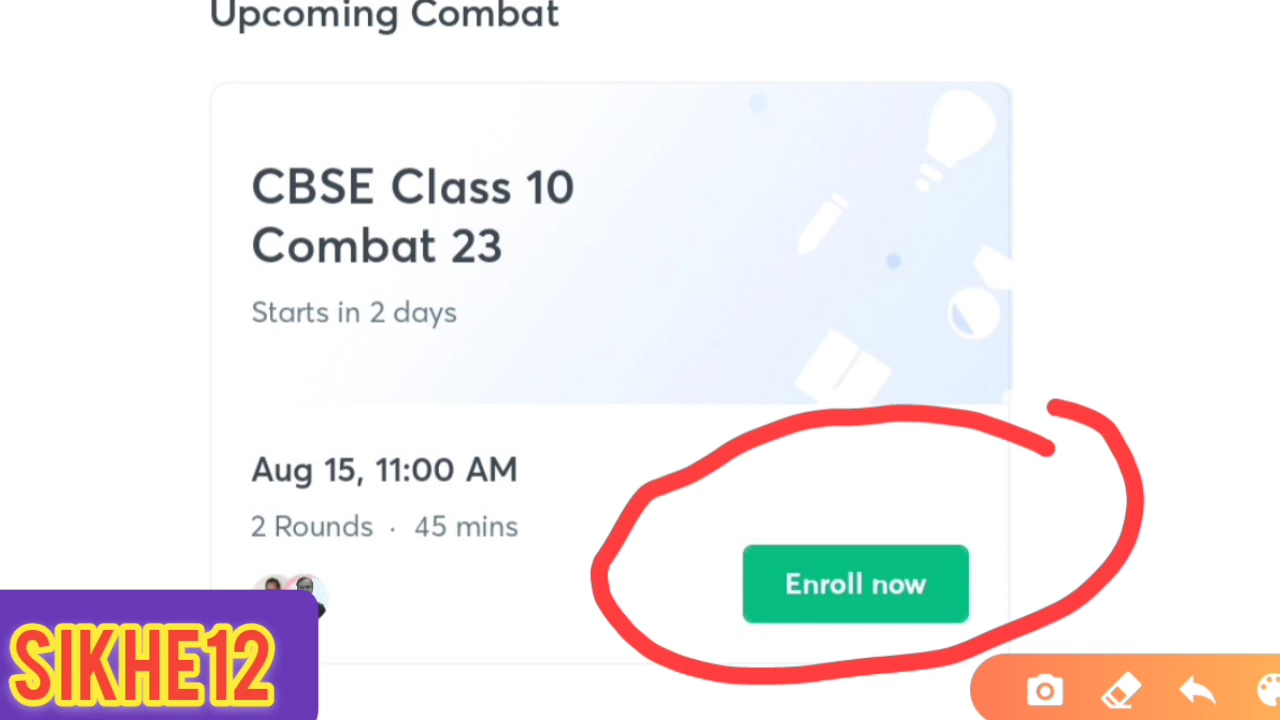 Upcoming Combat
CBSE Class 10
Combat 23
Starts in 2 days
Aug 15, 11:00 AM
2 Rounds · 45 mins
Enroll now
SIKHE12